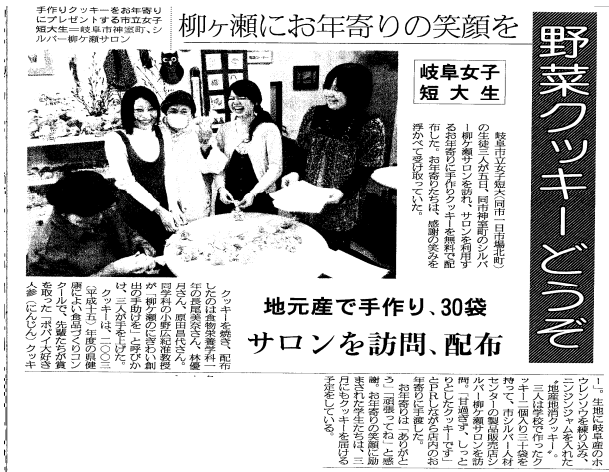 野菜クッキーどうぞ
柳ヶ瀬にお年寄りの笑顔を
岐阜女子
短大生
手作りクッキーをお年寄り
にプレゼントする市立女子
短大生=岐阜市神室町、シ
ルバー柳ケ瀬サロン
岐阜市立女子短大(同市一日市場北町)
の生徒三人が五日、同市神室町のシルバ
ー柳ケ瀬サロンを訪れ、サロンを利用す
るお年寄りに手作りクッキーを無料で配
布した。お年寄りたちは、感謝の笑みを
浮かべて受け取っていた。
地元産で手作り、30袋
サロンを訪問、配布
クッキーを焼き、配布
したのは食物栄養学科一
年の長尾美奈さん、林優
月さん、原田昌代さん。
同学科の小野広紀准教授
が「柳ケ瀬のにぎわい創
出の手助けを」と呼びか
け、三人が手を上げた。
クッキーは、二〇〇三
(平成十五)年度の県健
康によい食品づくりコン
クールで、先輩たちが賞
を取った「ポパイ大好き
人参(にんじん)クッキ
ー」。生地に岐阜産のホ
ウレンソウを練り込み、
ニンジンジャムを入れた
“地産地消クッキー”。
三人は学校で作ったク
ッキー二個入り三十袋を
持って、市シルバー人材
センターの製品販売店シ
ルバー柳ケ瀬サロンを訪
問。「甘過ぎず、しっと
りとしたクッキーです」
とPRしながら店内のお
年寄りに手渡した。
お年寄りは「ありがと
う」「頑張ってね」と感
謝。お年寄りの笑顔に励
まされた学生たちは、三
月にもクッキーを届ける
予定をしている。